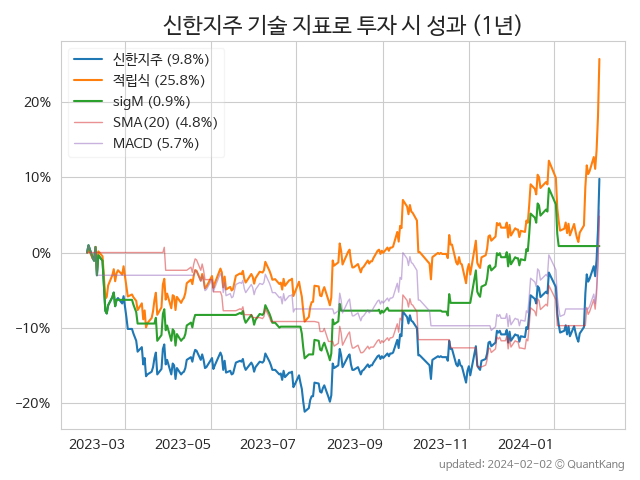 신한지주 기술 지표로 투자 시 성과 (1년)
신한지주 (9.8%)
적립식 (25.8%)
sigM (0.9%)
SMA(20) (4.8%)
MACD (5.7%)
20%
10%
0%
−10%
−20%
2023-03 2023-05 2023-07 2023-09 2023-11 2024-01
updated: 2024-02-02 © QuantKang